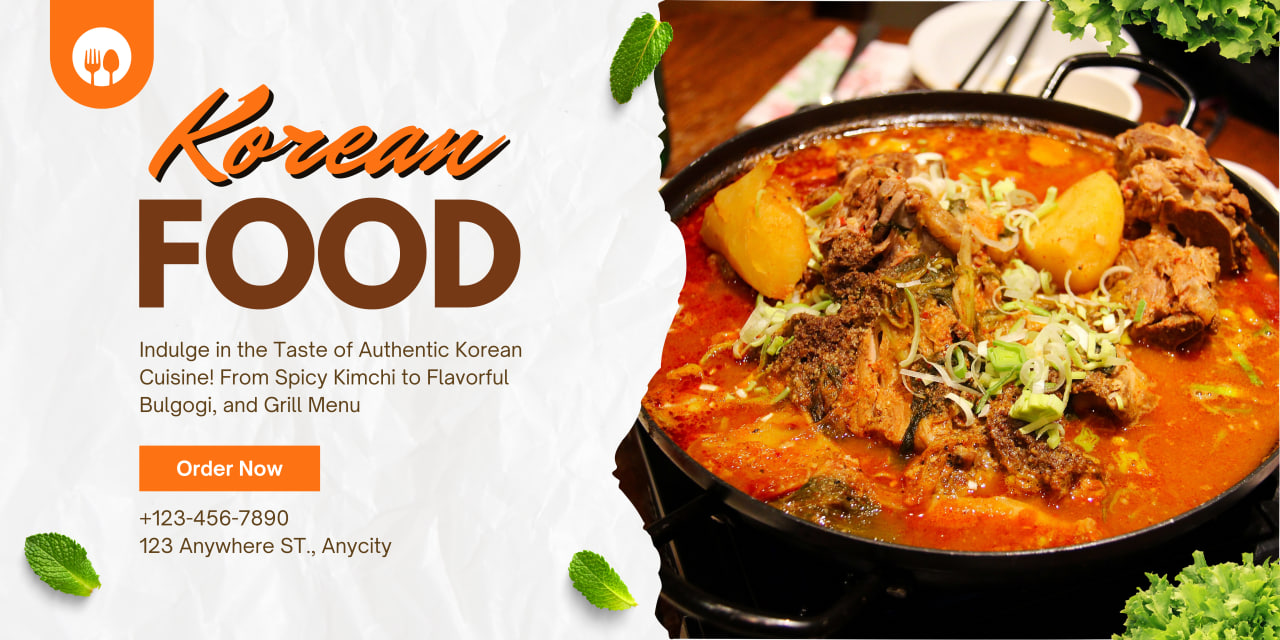 Korean
FOOD
Indulge in the Taste of Authentic Korean
Cuisine! From Spicy Kimchi to Flavorful
Bulgogi, and Grill Menu
Order Now
+123-456-7890
123 Anywhere ST., Anycity